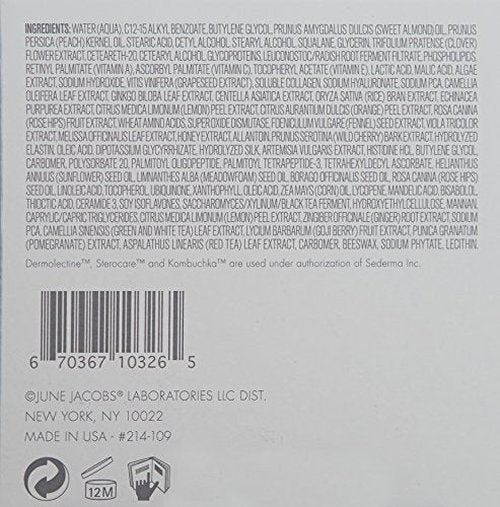 INGREDIENTS: WATER (AQUA), C12-15 ALKYL BENZOATE, BUTYLENE GLYCOL, PRUNUS AMYGDALUS DULCIS (SWEET ALMOND) OIL, PRUNUS
PERSICA (PEACH) KERNEL OIL, STEARIC ACID, CETYL ALCOHOL, STEARYL ALCOHOL, SQUALANE, GLYCERIN, TRIFOLIUM PRATENSE (CLOVER)
FLOWER EXTRACT, CETEARETH-20, CETEARYL ALCOHOL, GLYCOPROTEINS, LEUCONOSTOC/RADISH ROOT FERMENT FILTRATE, PHOSPHOLIPIDS,
RETINYL PALMITATE (VITAMIN A), ASCORBYL PALMITATE (VITAMIN C), TOCOPHERYL ACETATE (VITAMIN E), LACTIC ACID, MALIC ACID, ALGAE
EXTRACT, SODIUM HYDROXIDE, VITIS VINIFERA (GRAPESEED) EXTRACT, SOLUBLE COLLAGEN, SODIUM HYALURONATE, SODIUM PCA, CAMELLIA
OLEIFERA LEAF EXTRACT, GINKGO BILOBA LEAF EXTRACT, CENTELLA ASIATICA EXTRACT, ORYZA SATIVA (RICE) BRAN EXTRACT, ECHINACEA
PURPUREA EXTRACT, CITRUS MEDICA LIMONUM (LEMON) PEEL EXTRACT, CITRUS AURANTIUM DULCIS (ORANGE) PEEL EXTRACT, ROSA CANINA
(ROSE HIPS) FRUIT EXTRACT, WHEAT AMINO ACIDS, SUPEROXIDE DISMUTASE, FOENICULUM VULGARE (FENNEL) SEED EXTRACT, VIOLA TRICOLOR
EXTRACT, MELISSA OFFICINALIS LEAF EXTRACT, HONEY EXTRACT, ALLANTOIN, PRUNUS SEROTINA (WILD CHERRY) BARK EXTRACT, HYDROLYZED
ELASTIN, OLEIC ACID, DIPOTASSIUM GLYCYRRHIZATE, HYDROLYZED SILK, ARTEMISIA VULGARIS EXTRACT, HISTIDINE HCL, BUTYLENE GLYCOL,
CARBOMER, POLYSORBATE 20, PALMITOYL OLIGOPEPTIDE, PALMITOYL TETRAPEPTIDE-3, TETRAHEXYLDECYL ASCORBATE, HELIANTHUS
ANNUUS (SUNFLOWER) SEED OIL, LIMNANTHES ALBA (MEADOWFOAM) SEED OIL, BORAGO OFFICINALIS SEED OIL, ROSA CANINA (ROSE HIPS)
SEED OIL, LINOLEIC ACID, TOCOPHEROL, UBIQUINONE, XANTHOPHYLL, OLEIC ACID, ZEA MAYS (CORN) OIL, LYCOPENE, MANDELIC ACID, BISABOLOL,
THIOCTIC ACID, CERAMIDE 3, SOY ISOFLAVONES, SACCHAROMYCES/XYLINUM/BLACK TEA FERMENT, HYDROXYETHYLCELLULOSE, MANNAN,
CAPRYLIC/CAPRIC TRIGLYCERIDES, CITRUS MEDICA LIMONUM (LEMON) PEEL EXTRACT, ZINGIBER OFFICINALE (GINGER) ROOT EXTRACT, SODIUM
PCA, CAMELLIA SINENSIS (GREEN AND WHITE TEA) LEAF EXTRACT, LYCIUM BARBARUM (GOJI BERRY) FRUIT EXTRACT, PUNICA GRANATUM
(POMEGRANATE) EXTRACT, ASPALATHUS LINEARIS (RED TEA) LEAF EXTRACT, CARBOMER, BEESWAX, SODIUM PHYTATE, LECITHIN.
Dermolectine™, Sterocare™ and Kombuchka™ are used under authorization of Sederma Inc.
6 70367 10326 5
©JUNE JACOBS® LABORATORIES LLC DIST.
NEW YORK, NY 10022
MADE IN USA - #214-109
12M